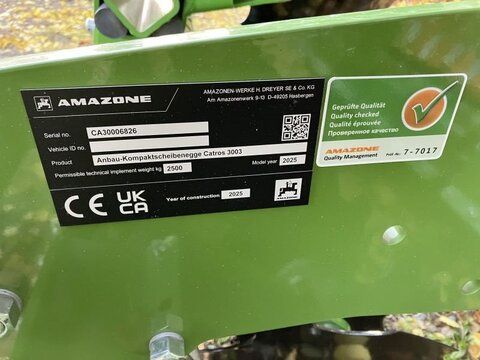 AMAZONE
AMAZONEN-WERKE H. DREYER SE & Co. KG
Am Amazonenwerk 9-13 D-49205 Hasbergen
Serial no. CA30006826
Vehicle ID no.
Product Anbau-Kompaktscheibenegge Catros 3003 Model year 2025
Permissible technical implement weight kg 2500
CE UK CA Year of construction 2025
Geprüfte Qualität
Quality checked
Qualité éprouvée
Проверенное качество
AMAZONE
Quality Management Prüf.-Nr.: 7-7017